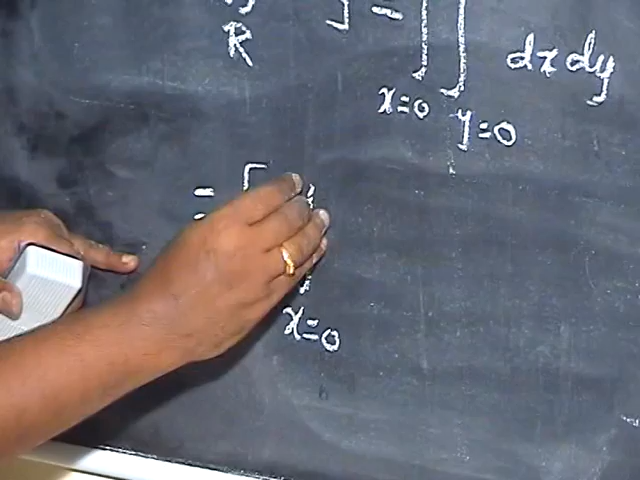 R ] = ∫ ∫ dx dy
x=0 y=0
= [
x=0